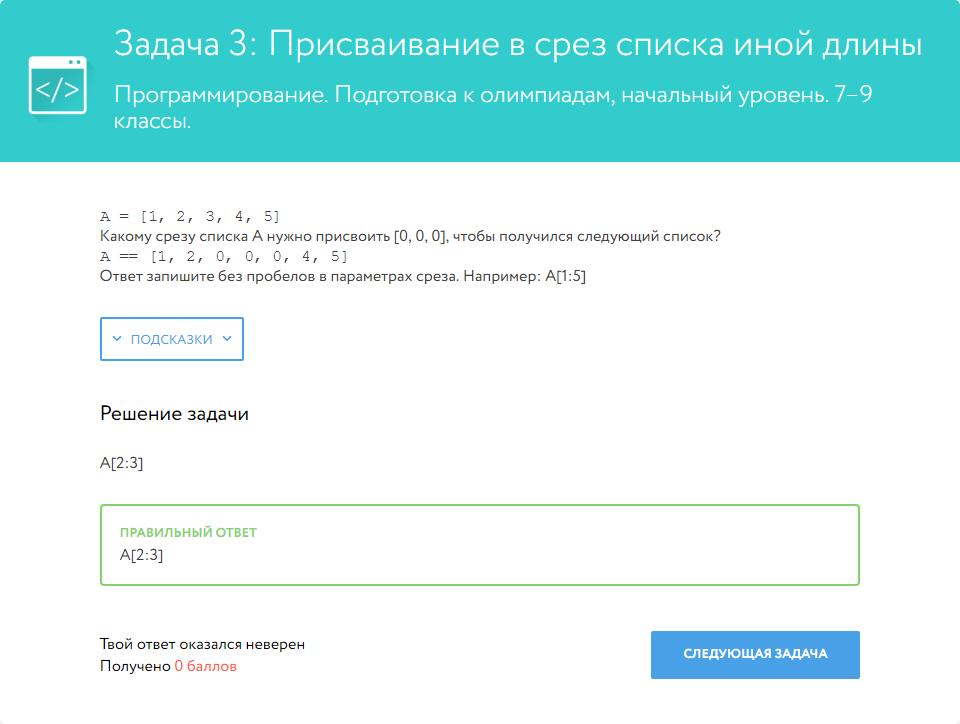 Задача 3: Присваивание в срез списка иной длины
</>
Программирование. Подготовка к олимпиадам, начальный уровень. 7–9
классы.
A = [1, 2, 3, 4, 5]
Какому срезу списка A нужно присвоить [0, 0, 0], чтобы получился следующий список?
A == [1, 2, 0, 0, 0, 4, 5]
Ответ запишите без пробелов в параметрах среза. Например: A[1:5]
ПОДСКАЗКИ
Решение задачи
A[2:3]
ПРАВИЛЬНЫЙ ОТВЕТ
A[2:3]
Твой ответ оказался неверен
Получено 0 баллов
СЛЕДУЮЩАЯ ЗАДАЧА